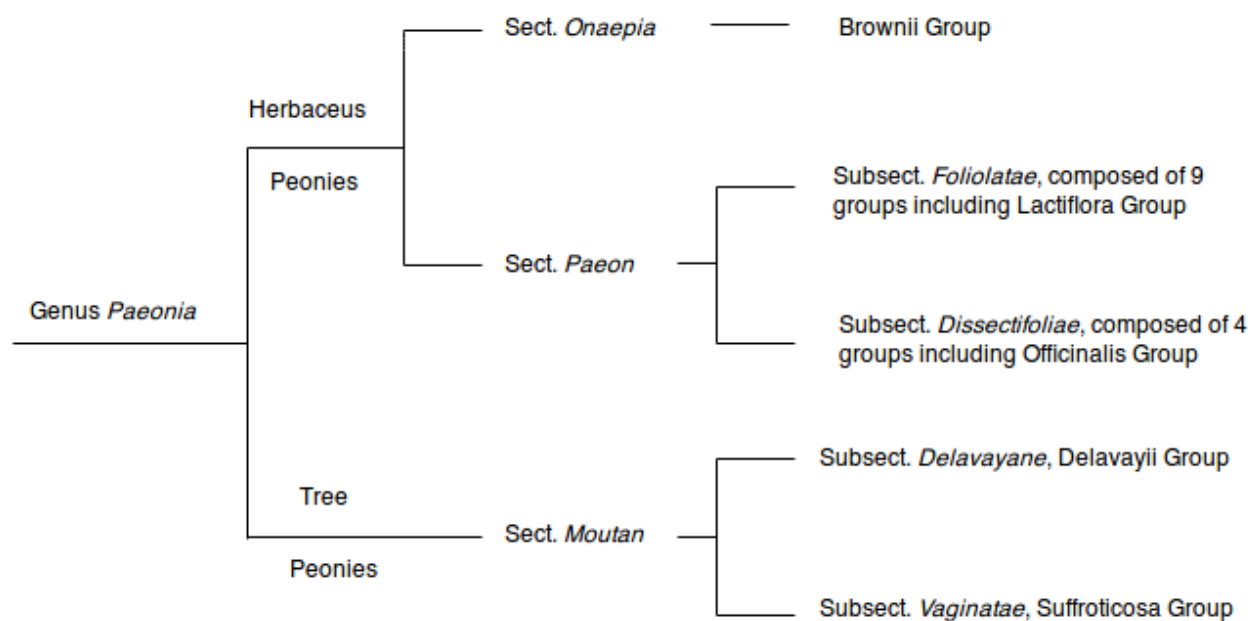 Sect. Onaepia
Brownii Group
Herbaceus
Peonies
Subsect. Foliolatae, composed of 9
groups including Lactiflora Group
Sect. Paeon
Genus Paeonia
Subsect. Dissectifoliae, composed of 4
groups including Officinalis Group
Tree
Peonies
Sect. Moutan
Subsect. Delavayane, Delavayii Group
Subsect. Vaginatae, Suffroticosa Group